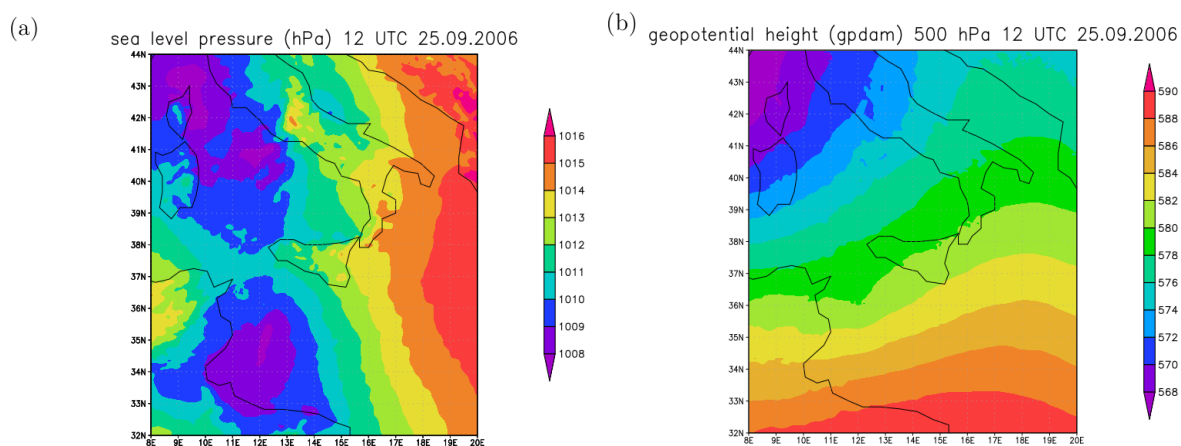 (a)
sea level pressure (hPa) 12 UTC 25.09.2006
44N
43N
42N
41N
40N
39N
38N
37N
36N
35N
34N
33N
32N
8E 9E 10E 11E 12E 13E 14E 15E 16E 17E 18E 19E 20E
1016
1015
1014
1013
1012
1011
1010
1009
1008
(b)
geopotential height (gpdam) 500 hPa 12 UTC 25.09.2006
44N
43N
42N
41N
40N
39N
38N
37N
36N
35N
34N
33N
32N
8E 9E 10E 11E 12E 13E 14E 15E 16E 17E 18E 19E 20E
590
588
586
584
582
580
578
576
574
572
570
568